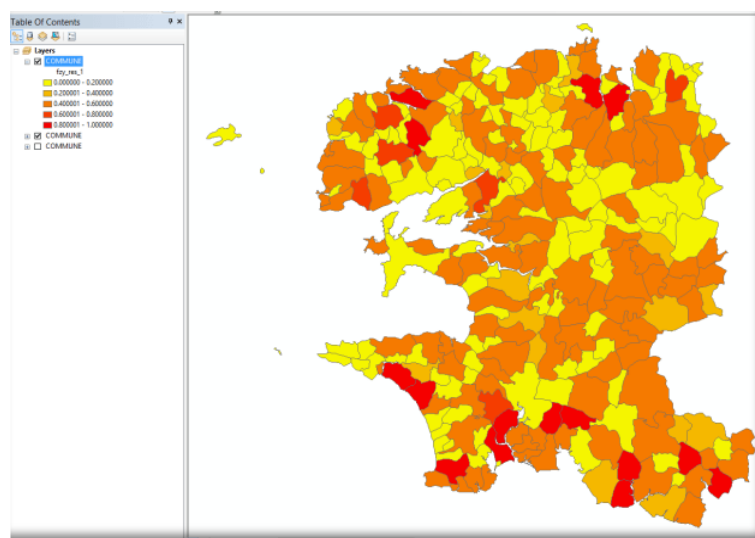 Table Of Contents
Layers
COMMUNE
fzy_res_1
0.000000 - 0.200000
0.200001 - 0.400000
0.400001 - 0.600000
0.600001 - 0.800000
0.800001 - 1.000000
COMMUNE
COMMUNE